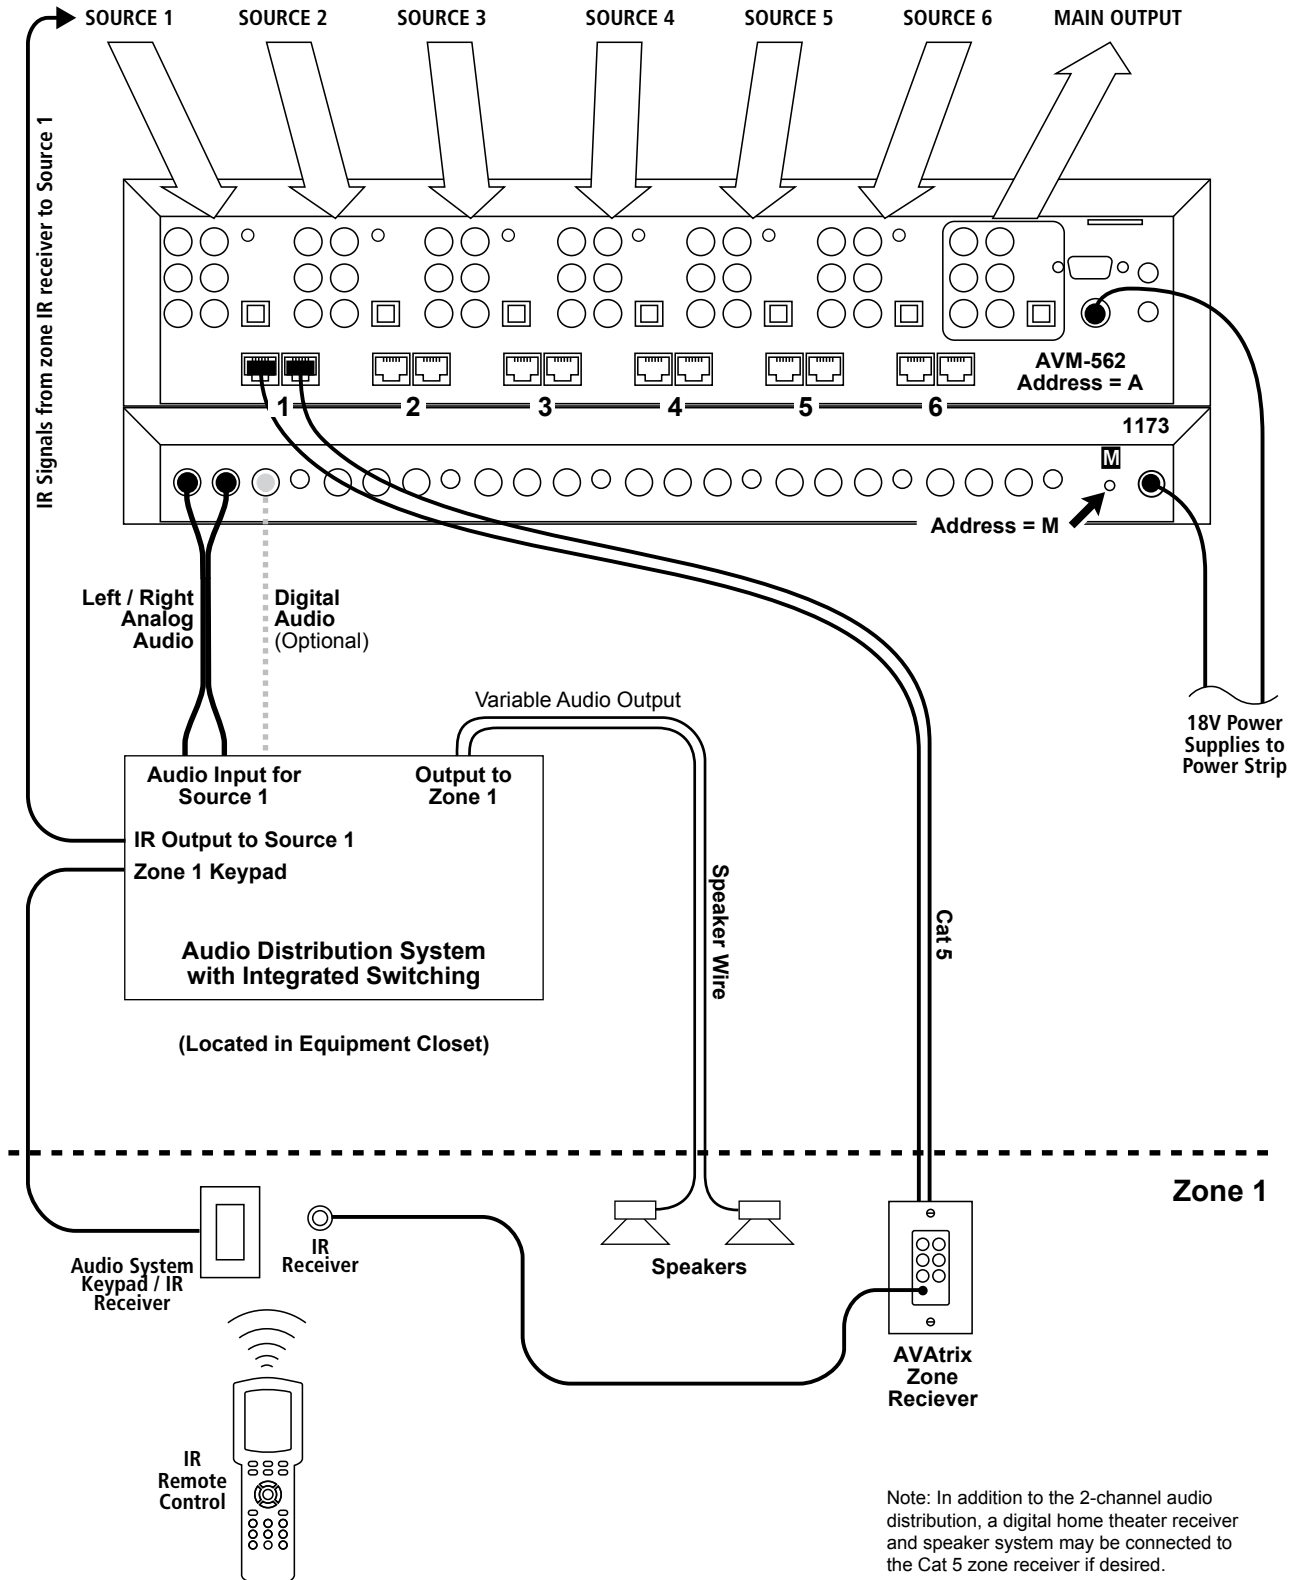 SOURCE 1
SOURCE 2
SOURCE 3
SOURCE 4
SOURCE 5
SOURCE 6
MAIN OUTPUT
IR Signals from zone IR receiver to Source 1
AVM-562
Address = A
1
2
3
4
5
6
1173
M
Address = M
Left / Right
Analog
Audio
Digital
Audio
(Optional)
Variable Audio Output
18V Power
Supplies to
Power Strip
Audio Input for
Source 1
Output to
Zone 1
IR Output to Source 1
Zone 1 Keypad
Audio Distribution System
with Integrated Switching
Speaker Wire
Cat 5
(Located in Equipment Closet)
Zone 1
Audio System
Keypad / IR
Receiver
IR
Receiver
Speakers
AVAtrix
Zone
Reciever
IR
Remote
Control
Note: In addition to the 2-channel audio
distribution, a digital home theater receiver
and speaker system may be connected to
the Cat 5 zone receiver if desired.